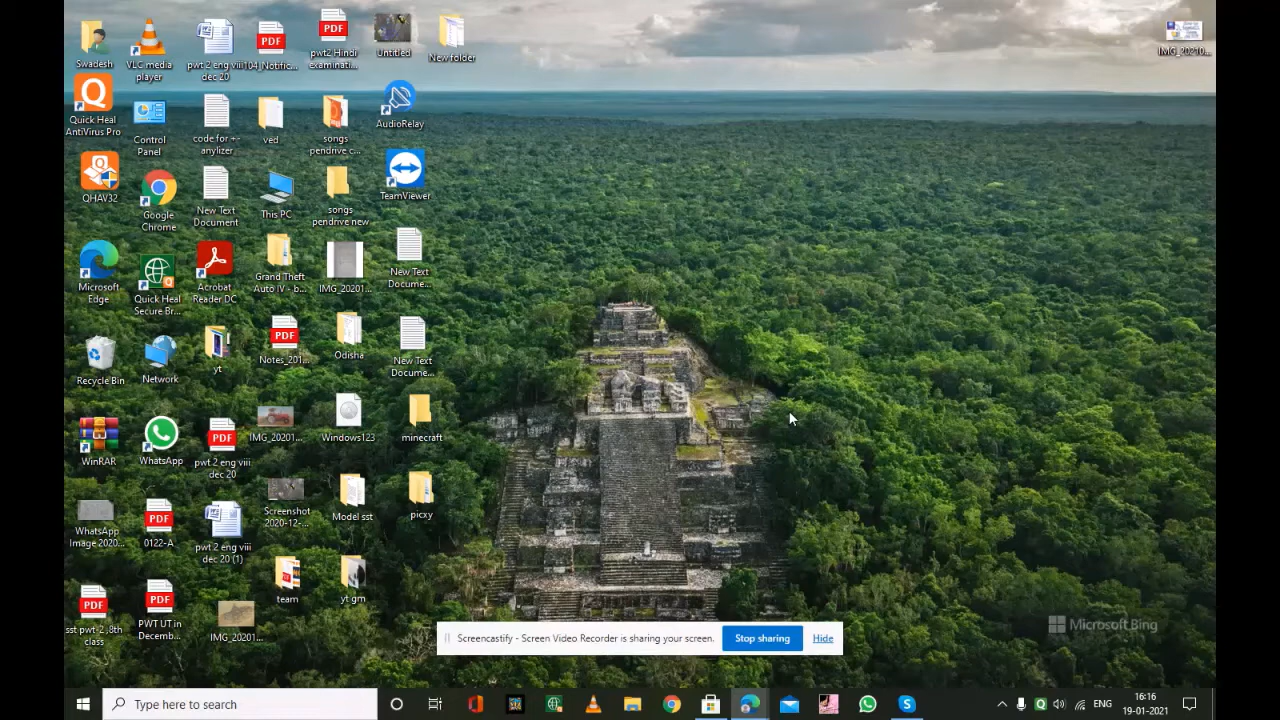 Swadesh
VLC media
player
pwt 2 eng viii
dec 20
104_Notific...
pwt2 Hindi
examinati...
Untitled
New folder
IMG_20210...
Quick Heal
AntiVirus Pro
Control
Panel
code for +-
anylizer
ved
songs
pendrive c...
AudioRelay
QHAV32
Google
Chrome
New Text
Document
This PC
songs
pendrive new
TeamViewer
Microsoft
Edge
Quick Heal
Secure Br...
Acrobat
Reader DC
Grand Theft
Auto IV - b...
IMG_20201...
New Text
Docume...
Recycle Bin
Network
yt
PDF
Notes_201...
Odisha
New Text
Docume...
WinRAR
WhatsApp
PDF
pwt 2 eng viii
dec 20
IMG_20201...
Windows123
minecraft
WhatsApp
Image 2020...
PDF
0122-A
pwt 2 eng viii
dec 20 (1)
Screenshot
2020-12-...
Model sst
picxy
PDF
sst pwt-2 ,8th
class
PDF
PWT UT in
Decemb...
IMG_20201...
team
yt gm
Microsoft Bing
Screencastify - Screen Video Recorder is sharing your screen.
Stop sharing
Hide
Type here to search
ENG
16:16
19-01-2021